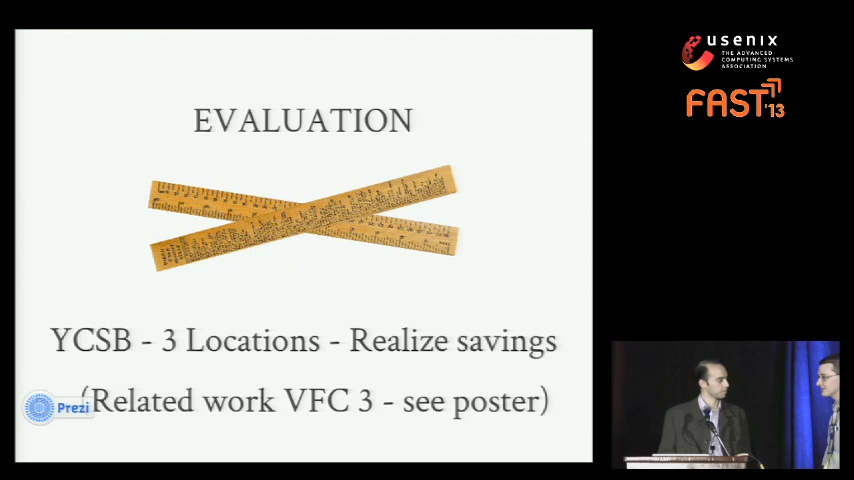 EVALUATION
YCSB - 3 Locations - Realize savings
(Related work VFC 3 - see poster)
Prezi
usenix
THE ADVANCED
COMPUTING SYSTEMS
ASSOCIATION
FAST '13